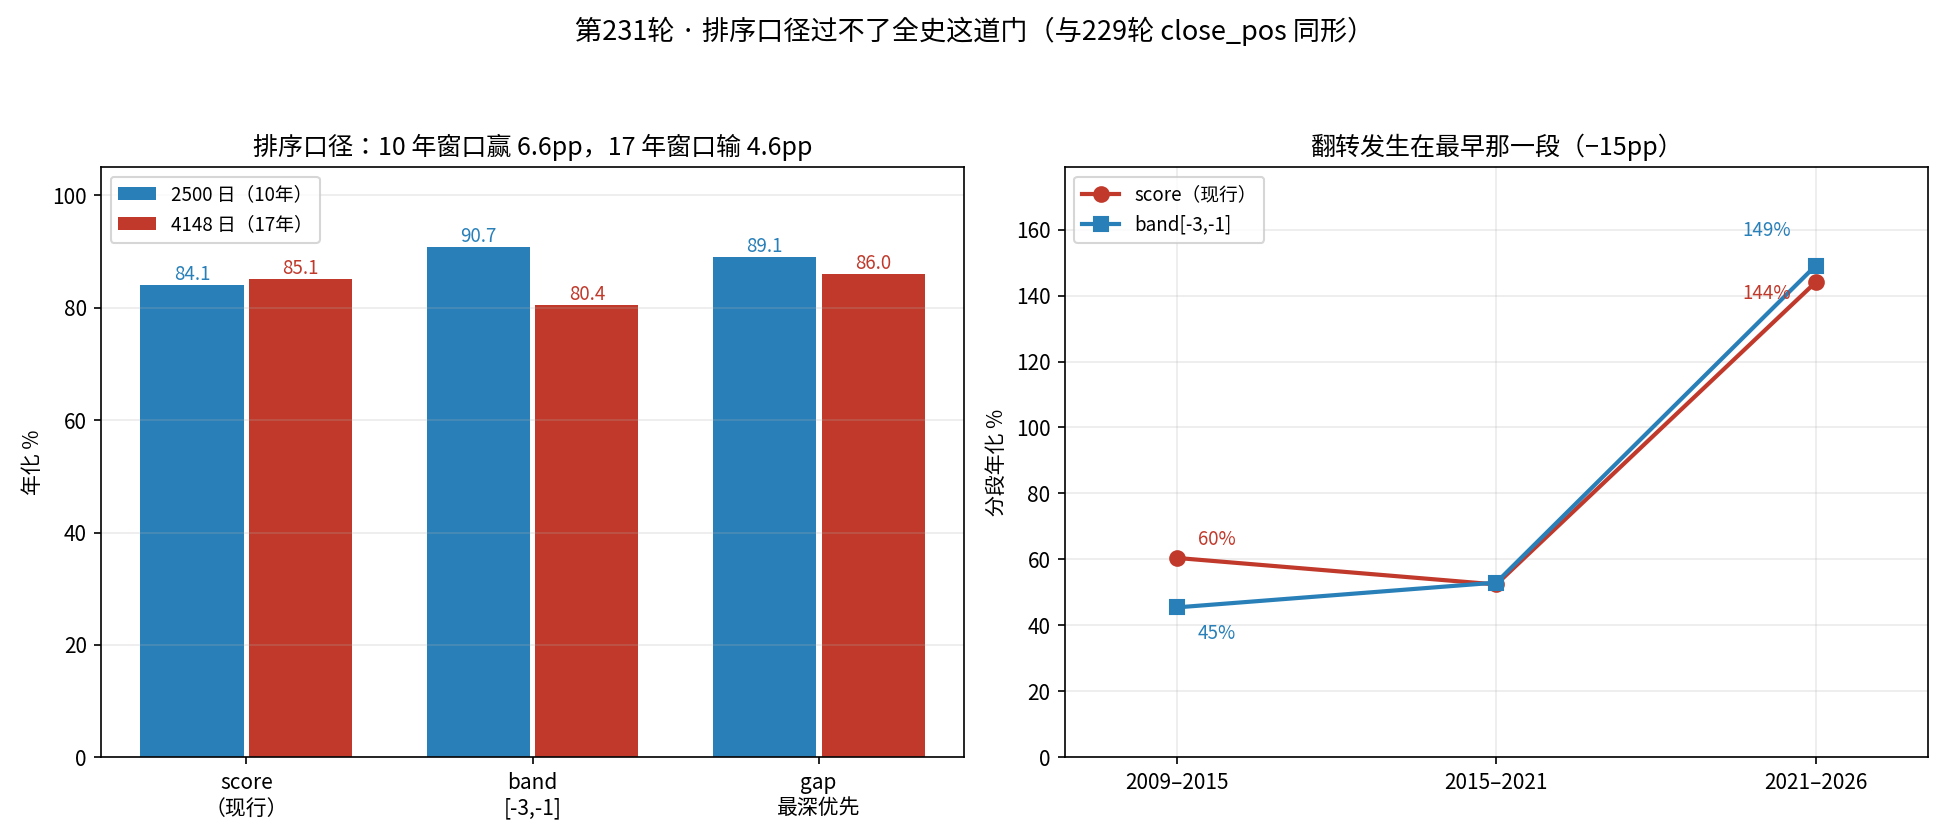 第231轮 · 排序口径过不了全史这道门（与229轮 close_pos 同形）
排序口径：10 年窗口赢 6.6pp，17 年窗口输 4.6pp
2500 日（10年）
4148 日（17年）
年化 %
100
80
60
40
20
0
84.1
85.1
90.7
80.4
89.1
86.0
score
（现行）
band
[-3,-1]
gap
最深优先
翻转发生在最早那一段（−15pp）
score（现行）
band[-3,-1]
分段年化 %
160
140
120
100
80
60
40
20
0
149%
144%
60%
45%
2009–2015
2015–2021
2021–2026